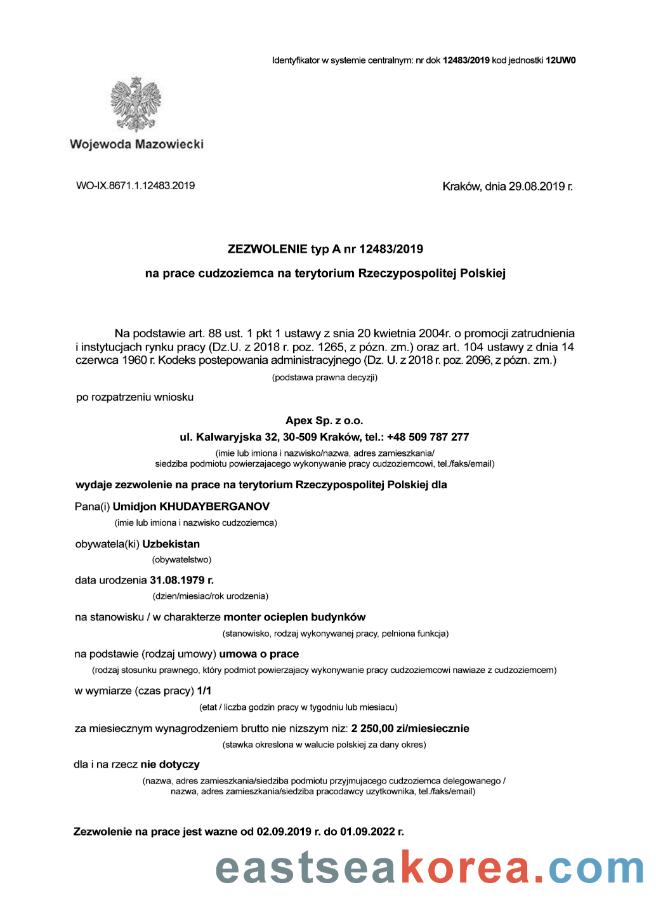 Identyfikator w systemie centralnym: nr dok 12483/2019 kod jednostki 12UW0
Wojewoda Mazowiecki
WO-IX.8671.1.12483.2019
Kraków, dnia 29.08.2019 r.
ZEZWOLENIE typ A nr 12483/2019
na prace cudzoziemca na terytorium Rzeczypospolitej Polskiej
Na podstawie art. 88 ust. 1 pkt 1 ustawy z snia 20 kwietnia 2004r. o promocji zatrudnienia
i instytucjach rynku pracy (Dz.U. z 2018 r. poz. 1265, z pózn. zm.) oraz art. 104 ustawy z dnia 14
czerwca 1960 r. Kodeks postepowania administracyjnego (Dz. U. z 2018 r. poz. 2096, z pózn. zm.)
(podstawa prawna decyzji)
po rozpatrzeniu wniosku
Apex Sp. z o.o.
ul. Kalwaryjska 32, 30-509 Kraków, tel.: +48 509 787 277
(imie lub imiona i nazwisko/nazwa, adres zamieszkania/
siedziba podmiotu powierzajacego wykonywanie pracy cudzoziemcowi, tel./faks/email)
wydaje zezwolenie na prace na terytorium Rzeczypospolitej Polskiej dla
Pana(i) Umidjon KHUDAYBERGANOV
(imie lub imiona i nazwisko cudzoziemca)
obywatela(ki) Uzbekistan
(obywatelstwo)
data urodzenia 31.08.1979 r.
(dzien/miesiac/rok urodzenia)
na stanowisku / w charakterze monter ocieplen budynków
(stanowisko, rodzaj wykonywanej pracy, pelniona funkcja)
na podstawie (rodzaj umowy) umowa o prace
(rodzaj stosunku prawnego, który podmiot powierzajacy wykonywanie pracy cudzoziemcowi nawiaze z cudzoziemcem)
w wymiarze (czas pracy) 1/1
(etat / liczba godzin pracy w tygodniu lub miesiacu)
za miesiecznym wynagrodzeniem brutto nie nizszym niz: 2 250,00 zi/miesiecznie
(stawka okreslona w walucie polskiej za dany okres)
dla i na rzecz nie dotyczy
(nazwa, adres zamieszkania/siedziba podmiotu przyjmujacego cudzoziemca delegowanego /
nazwa, adres zamieszkania/siedziba pracodawcy uzytkownika, tel./faks/email)
Zezwolenie na prace jest wazne od 02.09.2019 r. do 01.09.2022 r.
eastseakorea.com